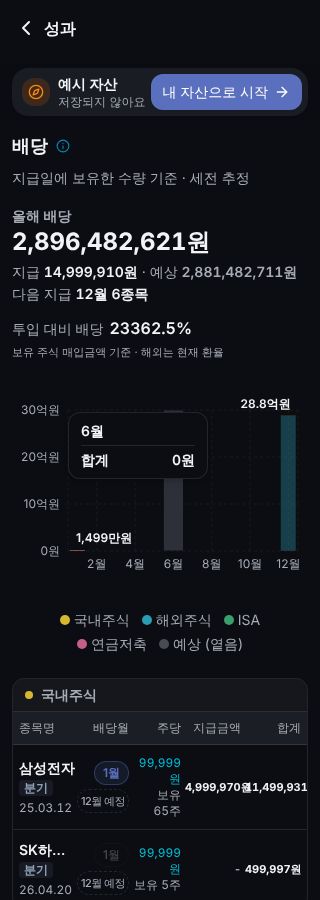 성과
예시 자산
저장되지 않아요
내 자산으로 시작
배당
지급일에 보유한 수량 기준 · 세전 추정
올해 배당
2,896,482,621원
지급 14,999,910원 · 예상 2,881,482,711원
다음 지급 12월 6종목
투입 대비 배당 23362.5%
보유 주식 매입금액 기준 · 해외는 현재 환율
28.8억원
30억원
6월
20억원
합계 0원
10억원
1,499만원
0원
2월 4월 6월 8월 10월 12월
국내주식 해외주식 ISA
연금저축 예상 (옅음)
국내주식
종목명 배당월 주당 지급금액 합계
삼성전자
분기
25.03.12
1월
12월 예정
99,999
원
보유
65주
4,999,970원
SK하...
분기
26.04.20
1월
12월 예정
99,999
원
보유 5주
- 499,997원